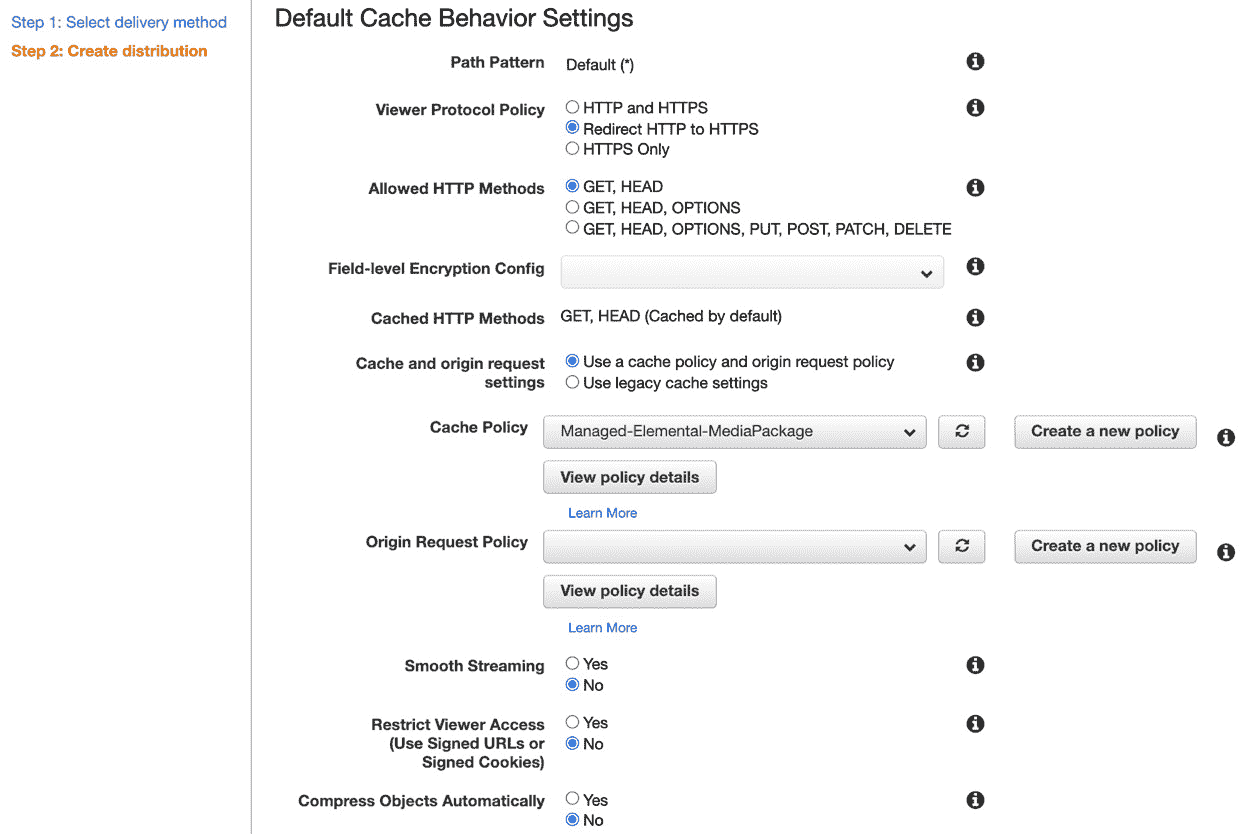 Step 1: Select delivery method
Step 2: Create distribution
Default Cache Behavior Settings
Path Pattern Default (*)
Viewer Protocol Policy HTTP and HTTPS
Redirect HTTP to HTTPS
HTTPS Only
Allowed HTTP Methods GET, HEAD
GET, HEAD, OPTIONS
GET, HEAD, OPTIONS, PUT, POST, PATCH, DELETE
Field-level Encryption Config
Cached HTTP Methods GET, HEAD (Cached by default)
Cache and origin request
settings
Use a cache policy and origin request policy
Use legacy cache settings
Cache Policy Managed-Elemental-MediaPackage Create a new policy
View policy details
Learn More
Origin Request Policy Create a new policy
View policy details
Learn More
Smooth Streaming Yes
No
Restrict Viewer Access
(Use Signed URLs or
Signed Cookies)
Yes
No
Compress Objects Automatically Yes
No